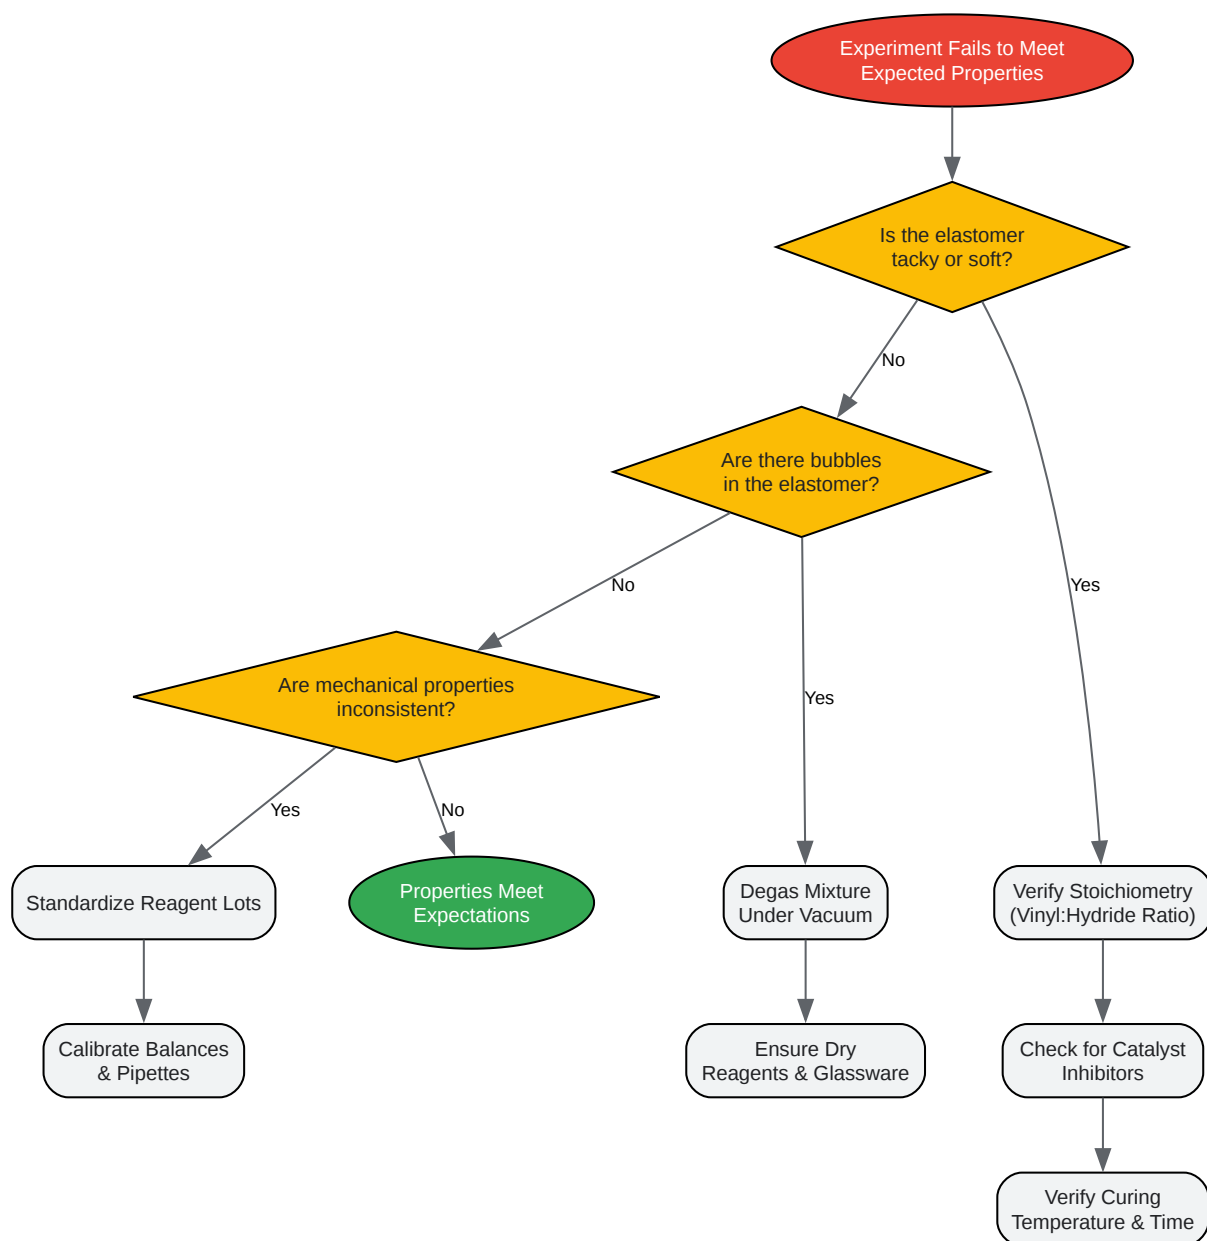 Experiment Fails to Meet
Expected Properties
Is the elastomer
tacky or soft?
No
Are there bubbles
in the elastomer?
No
Yes
Are mechanical properties
inconsistent?
Yes
Yes
No
Standardize Reagent Lots
Properties Meet
Expectations
Degas Mixture
Under Vacuum
Verify Stoichiometry
(Vinyl:Hydride Ratio)
Calibrate Balances
& Pipettes
Ensure Dry
Reagents & Glassware
Check for Catalyst
Inhibitors
Verify Curing
Temperature & Time